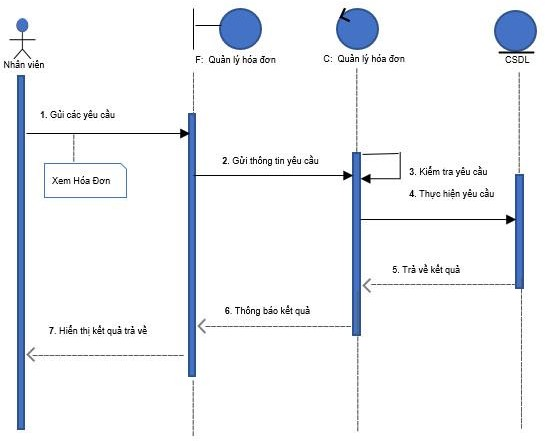 Nhân viên
F: Quản lý hóa đơn
C: Quản lý hóa đơn
CSDL
1. Gủi các yêu cầu
Xem Hóa Đơn
2. Gửi thông tin yêu cầu
3. Kiểm tra yêu cầu
4. Thực hiện yêu cầu
5. Trả về kết quả
6. Thông báo kết quả
7. Hiển thị kết quả trả về